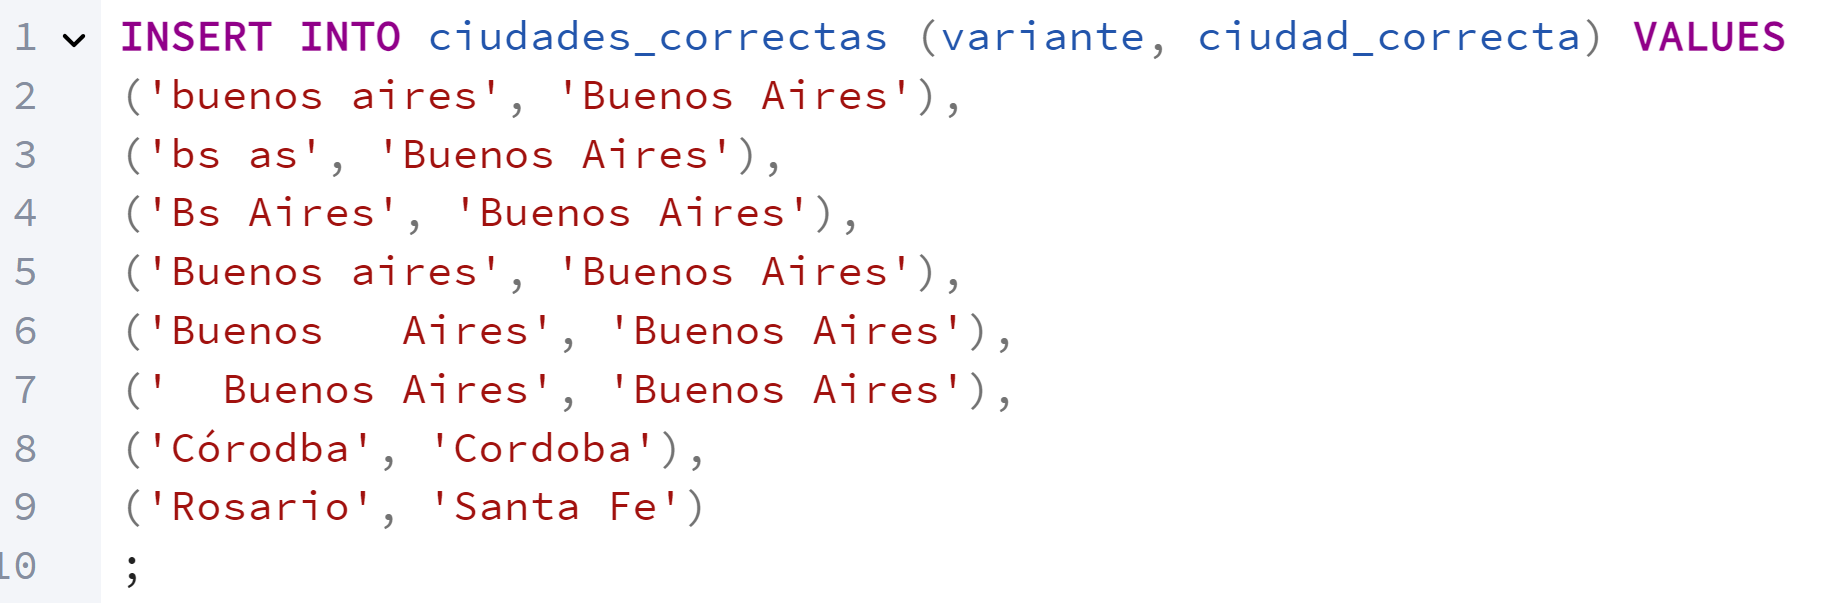 1 INSERT INTO ciudades_correctas (variante, ciudad_correcta) VALUES
2 ('buenos aires', 'Buenos Aires'),
3 ('bs as', 'Buenos Aires'),
4 ('Bs Aires', 'Buenos Aires'),
5 ('Buenos aires', 'Buenos Aires'),
6 ('Buenos   Aires', 'Buenos Aires'),
7 ('  Buenos Aires', 'Buenos Aires'),
8 ('Córodba', 'Cordoba'),
9 ('Rosario', 'Santa Fe')
10 ;